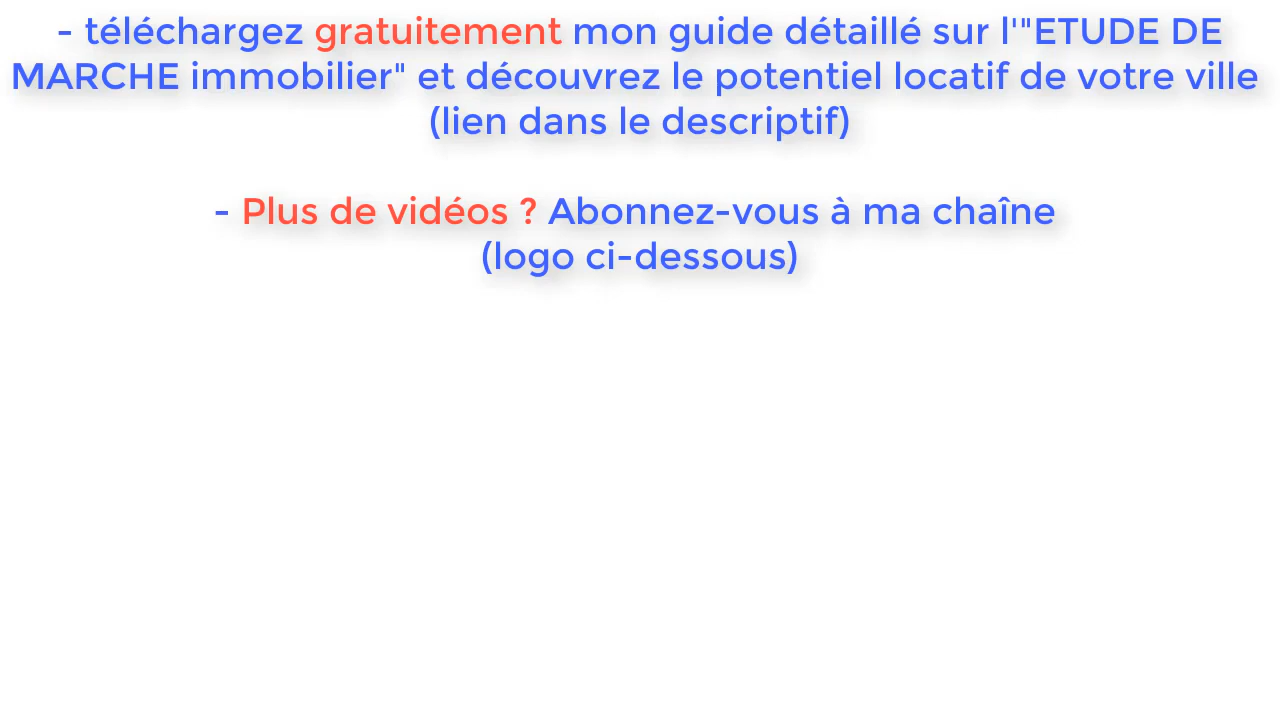 - téléchargez gratuitement mon guide détaillé sur l'"ETUDE DE
MARCHE immobilier" et découvrez le potentiel locatif de votre ville
(lien dans le descriptif)
- Plus de vidéos ? Abonnez-vous à ma chaîne
(logo ci-dessous)